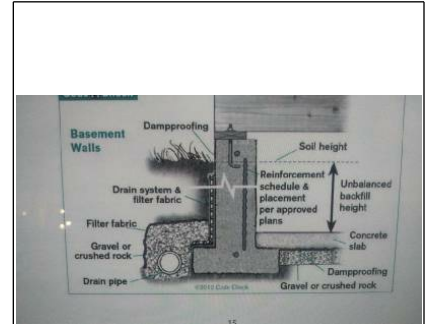 Basement
Walls
Dampproofing
Soil height
Drain system &
filter fabric
Reinforcement
schedule &
placement
per approved
plans
Unbalanced
backfill
height
Filter fabric
Gravel or
crushed rock
Concrete
slab
Drain pipe
Dampproofing
©2012 Code Check
Gravel or crushed rock
15